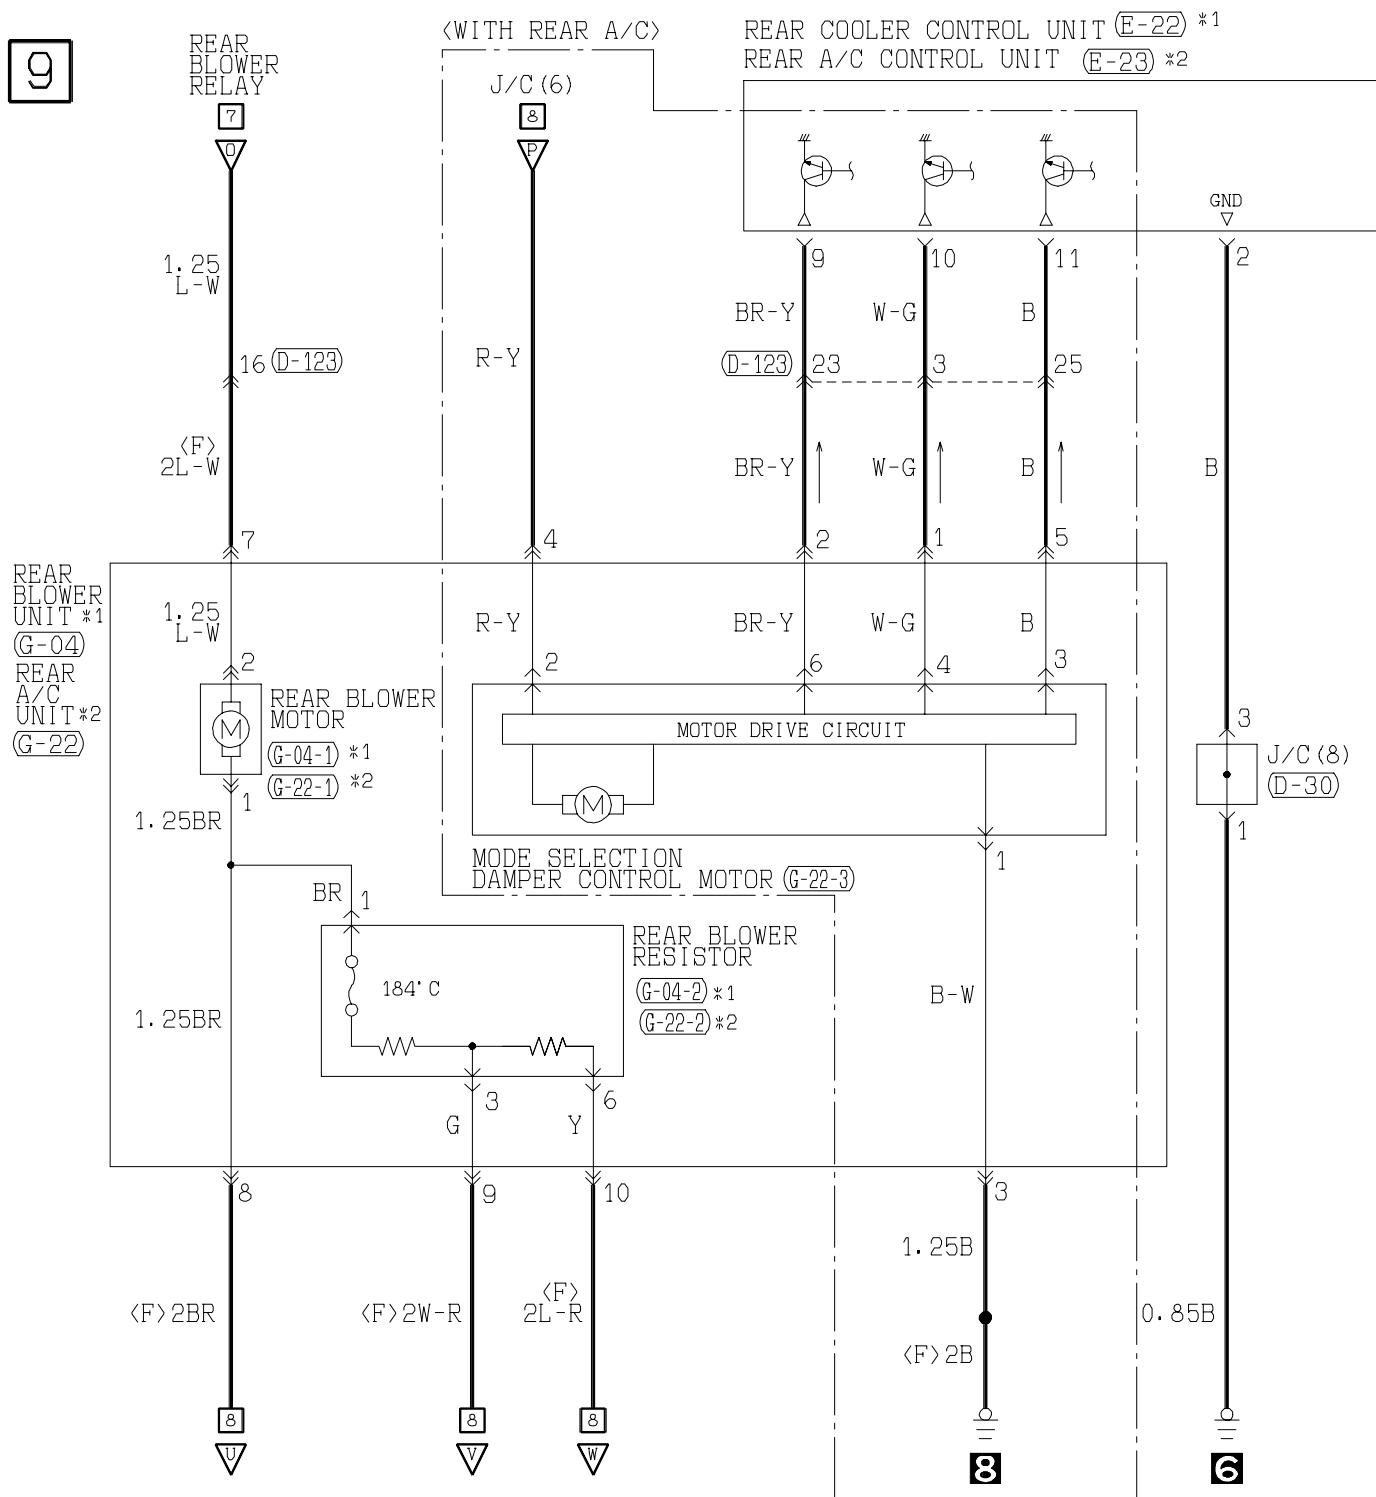 9
REAR
BLOWER
RELAY
7
O
<WITH REAR A/C>
J/C(6)
8
P
REAR COOLER CONTROL UNIT (E-22) *1
REAR A/C CONTROL UNIT (E-23) *2
GND
9
10
11
2
1.25
L-W
BR-Y
W-G
B
16 (D-123)
R-Y
(D-123) 23
3
25
<F>
2L-W
BR-Y
W-G
B
B
7
4
2
1
5
REAR
BLOWER
UNIT *1
(G-04)
REAR
A/C
UNIT*2
(G-22)
1.25
L-W
R-Y
BR-Y
W-G
B
2
2
6
4
3
M
REAR BLOWER
MOTOR
(G-04-1) *1
(G-22-1) *2
1
MOTOR DRIVE CIRCUIT
M
3
J/C(8)
(D-30)
1
1.25BR
MODE SELECTION
DAMPER CONTROL MOTOR (G-22-3)
1
BR
1
REAR BLOWER
RESISTOR
(G-04-2) *1
(G-22-2) *2
184°C
1.25BR
B-W
3
6
G
Y
8
9
10
3
1.25B
<F>2BR
<F>2W-R
<F>
2L-R
0.85B
<F>2B
8
U
8
V
8
W
8
6